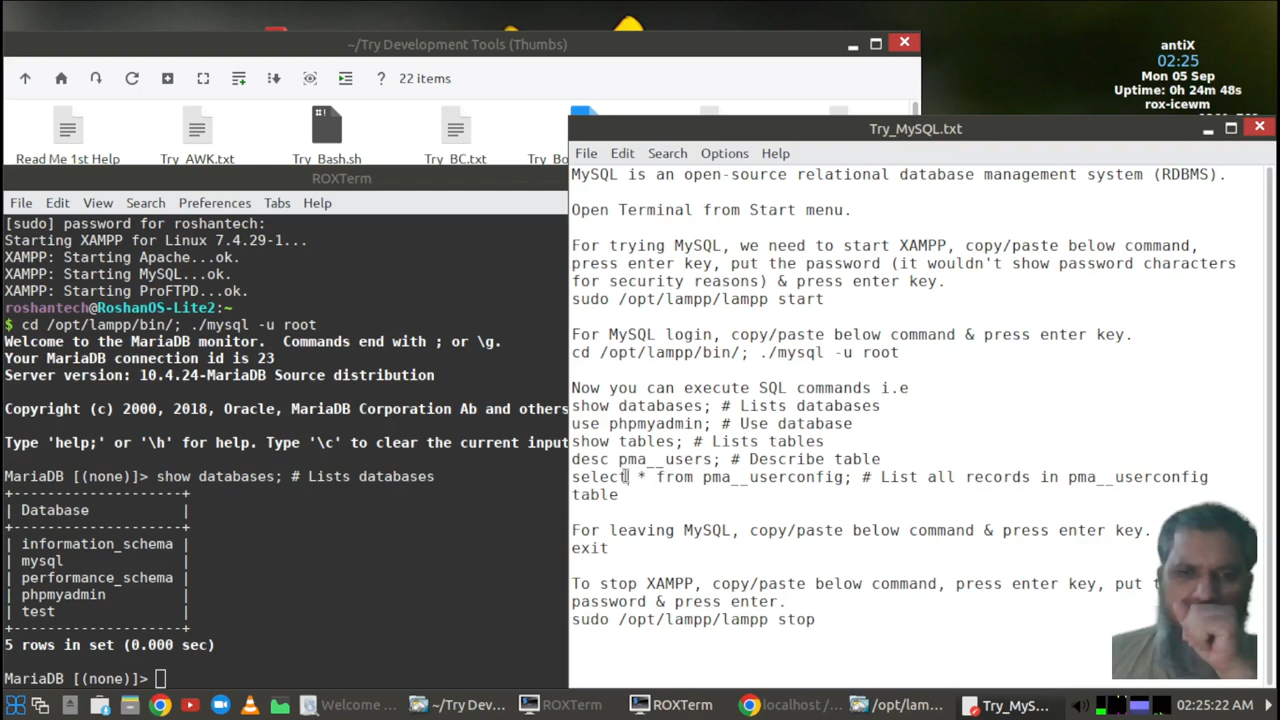 ~/Try Development Tools (Thumbs)
22 items
Read Me 1st Help
Try_AWK.txt
Try_Bash.sh
Try_BC.txt
antiX
02:25
Mon 05 Sep
Uptime: 0h 24m 48s
rox-icewm
ROXTerm
File Edit View Search Preferences Tabs Help
[sudo] password for roshantech:
Starting XAMPP for Linux 7.4.29-1...
XAMPP: Starting Apache...ok.
XAMPP: Starting MySQL...ok.
XAMPP: Starting ProFTPD...ok.
roshantech@RoshanOS-Lite2:~
$ cd /opt/lampp/bin/; ./mysql -u root
Welcome to the MariaDB monitor.  Commands end with ; or \g.
Your MariaDB connection id is 23
Server version: 10.4.24-MariaDB Source distribution
Copyright (c) 2000, 2018, Oracle, MariaDB Corporation Ab and others
Type 'help;' or '\h' for help. Type '\c' to clear the current input
MariaDB [(none)]> show databases; # Lists databases
+--------------------+
| Database           |
+--------------------+
| information_schema |
| mysql              |
| performance_schema |
| phpmyadmin         |
| test               |
+--------------------+
5 rows in set (0.000 sec)
MariaDB [(none)]>
Try_MySQL.txt
File Edit Search Options Help
MySQL is an open-source relational database management system (RDBMS).
Open Terminal from Start menu.
For trying MySQL, we need to start XAMPP, copy/paste below command,
press enter key, put the password (it wouldn't show password characters
for security reasons) & press enter key.
sudo /opt/lampp/lampp start
For MySQL login, copy/paste below command & press enter key.
cd /opt/lampp/bin/; ./mysql -u root
Now you can execute SQL commands i.e
show databases; # Lists databases
use phpmyadmin; # Use database
show tables; # Lists tables
desc pma__users; # Describe table
select * from pma__userconfig; # List all records in pma__userconfig
table
For leaving MySQL, copy/paste below command & press enter key.
exit
To stop XAMPP, copy/paste below command, press enter key, put
password & press enter.
sudo /opt/lampp/lampp stop
Welcome ...
~/Try Dev...
ROXTerm
ROXTerm
localhost /...
/opt/lam...
Try_MyS...
02:25:22 AM